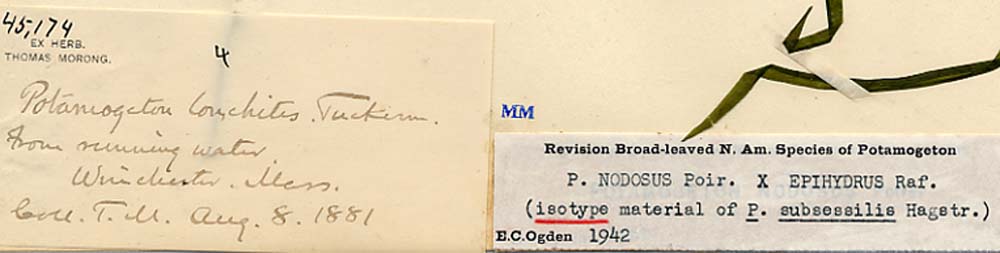 45,174
EX HERB.
THOMAS MORONG.
4
Potamogeton lonchites Tuckerm.
From running water
Winchester. Mass.
Coll. T. M. Aug. 8. 1881
MM
Revision Broad-leaved N. Am. Species of Potamogeton
P. NODOSUS Poir. X EPIHYDRUS Raf.
(isotype material of P. subsessilis Hagstr.)
E.C.Ogden 1942